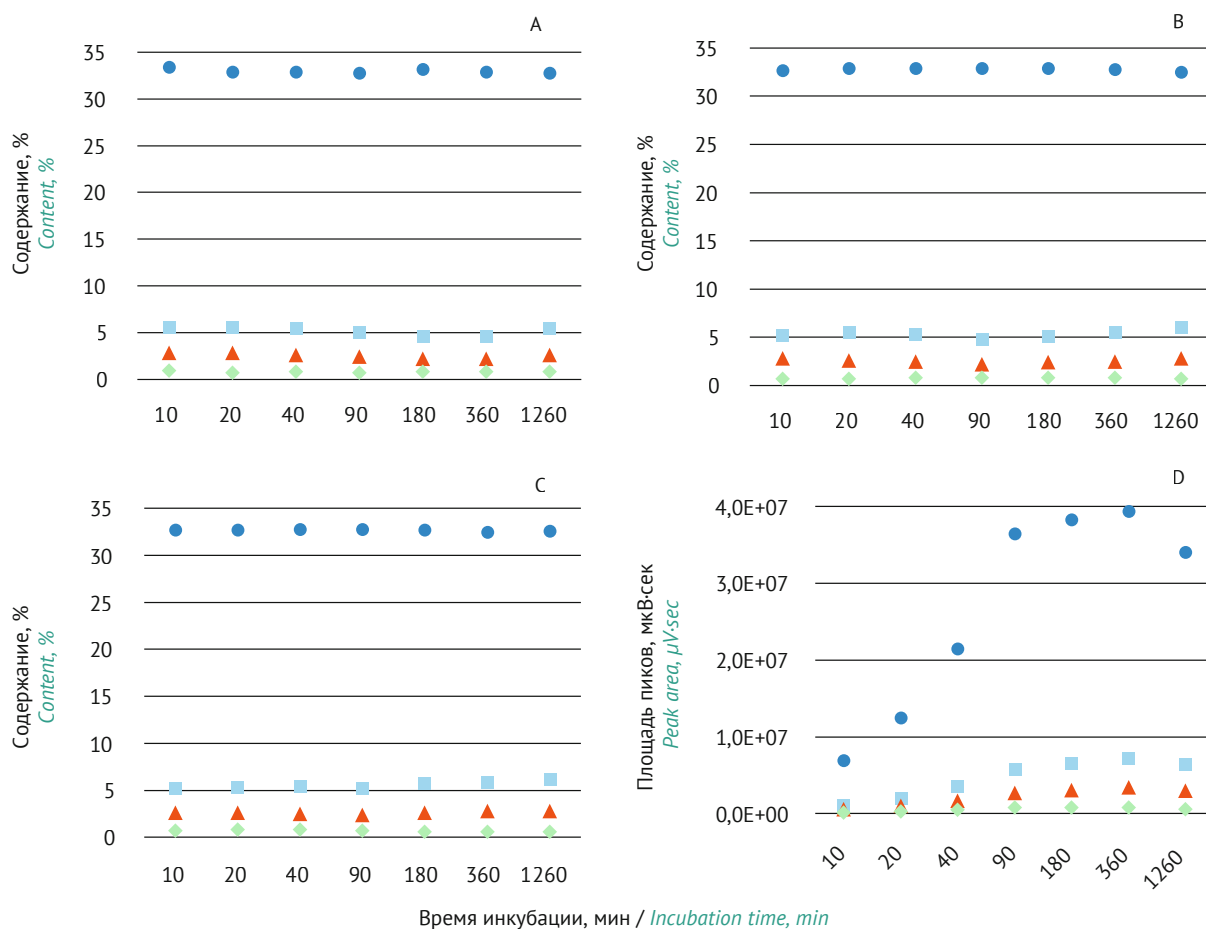 A
35
30
25
20
15
10
5
0
Содержание, %
Content, %
10 20 40 90 180 360 1260
B
35
30
25
20
15
10
5
0
Содержание, %
Content, %
10 20 40 90 180 360 1260
C
35
30
25
20
15
10
5
0
Содержание, %
Content, %
10 20 40 90 180 360 1260
D
4,0E+07
3,0E+07
2,0E+07
1,0E+07
0,0E+00
Площадь пиков, мкВ·сек
Peak area, µV·sec
10 20 40 90 180 360 1260
Время инкубации, мин / Incubation time, min